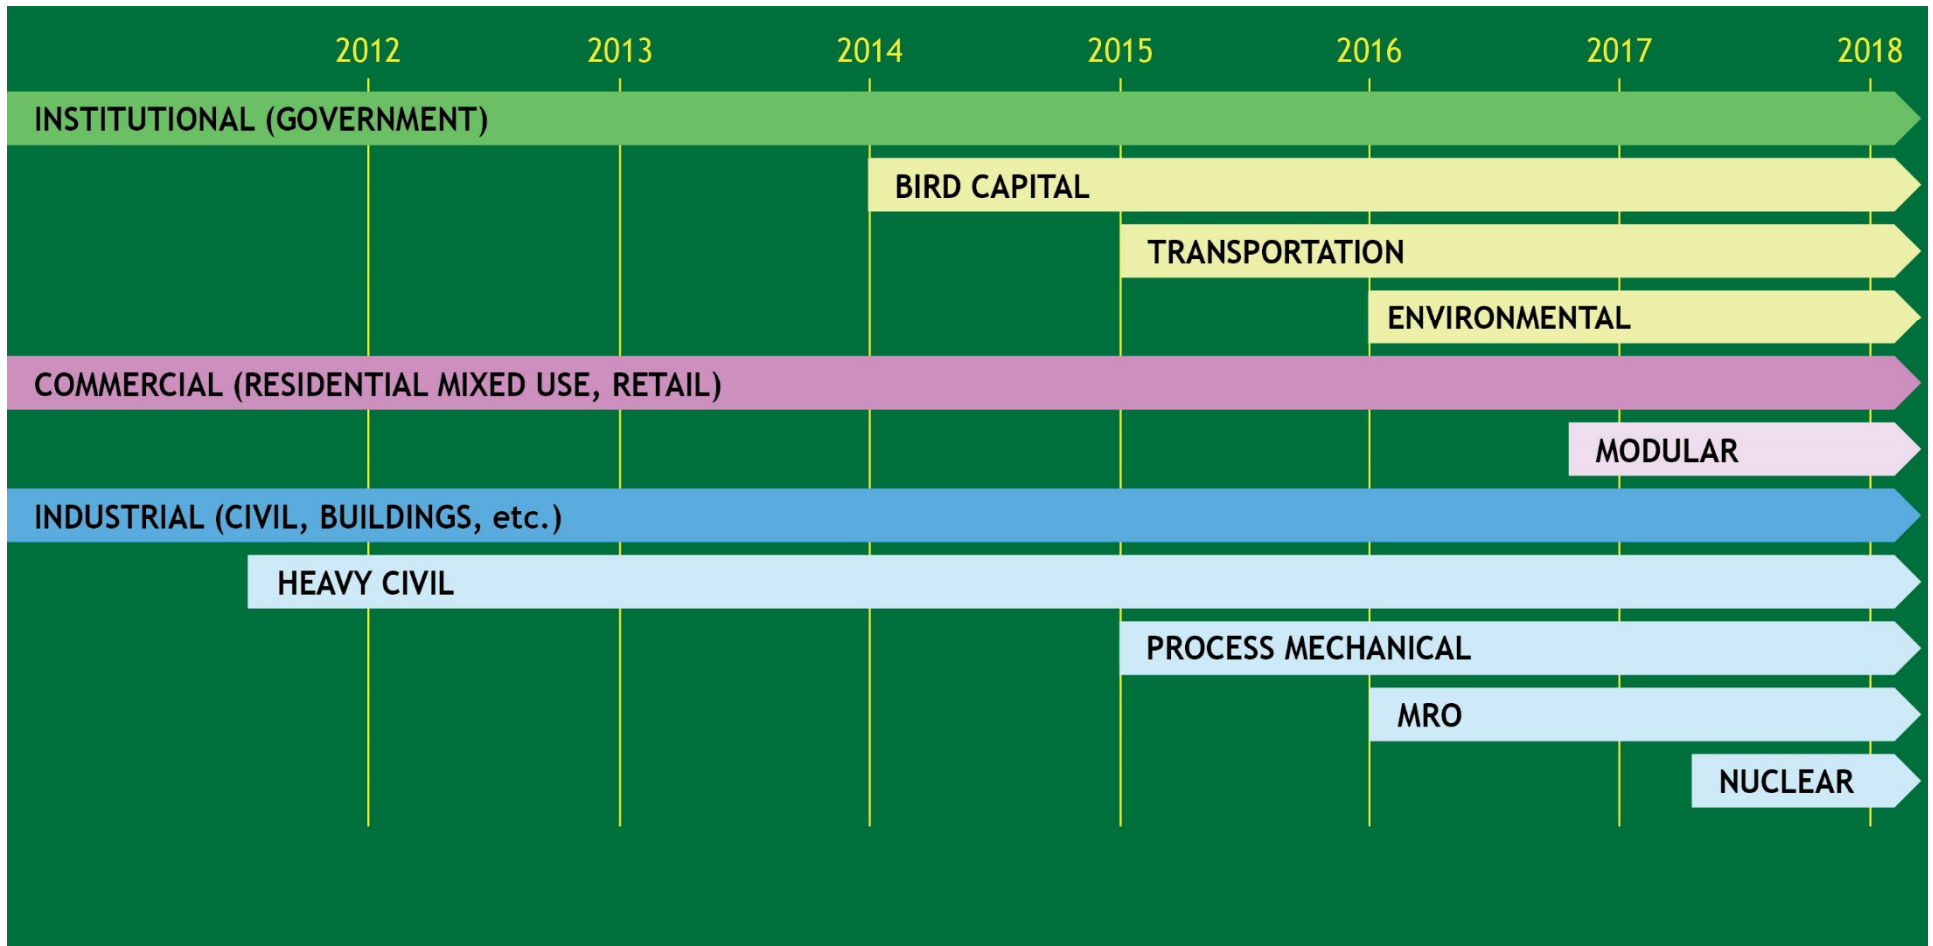 2012 2013 2014 2015 2016 2017 2018
INSTITUTIONAL (GOVERNMENT)
BIRD CAPITAL
TRANSPORTATION
ENVIRONMENTAL
COMMERCIAL (RESIDENTIAL MIXED USE, RETAIL)
MODULAR
INDUSTRIAL (CIVIL, BUILDINGS, etc.)
HEAVY CIVIL
PROCESS MECHANICAL
MRO
NUCLEAR